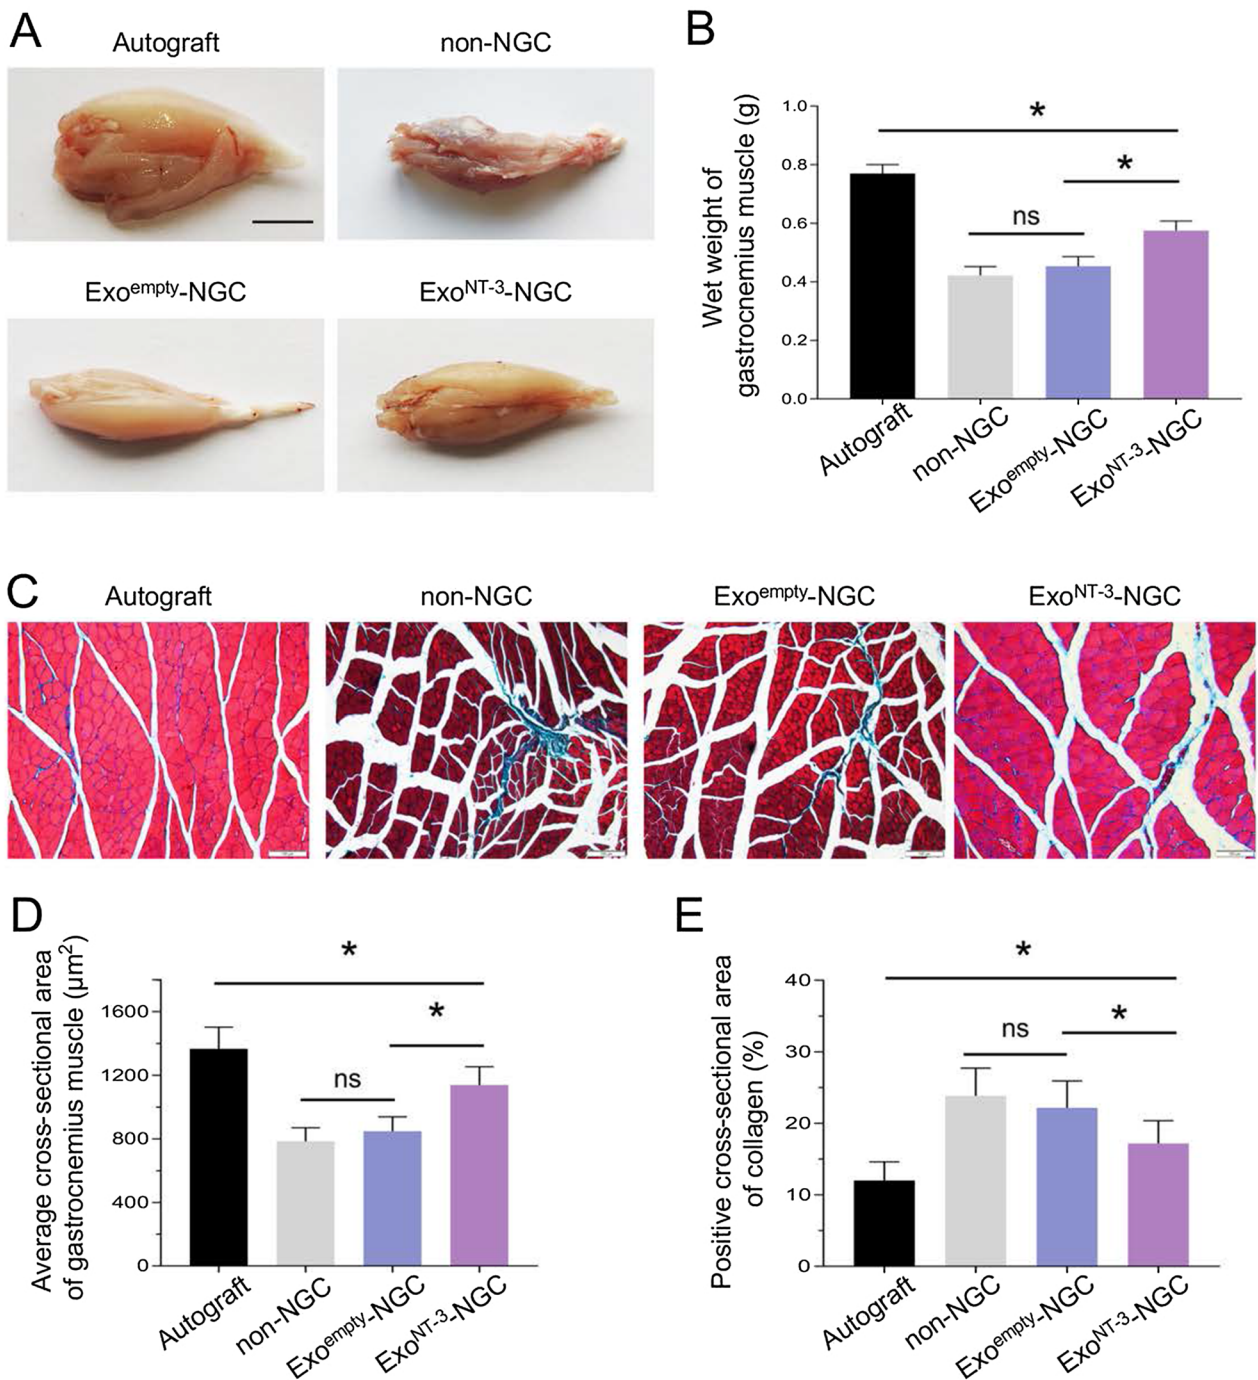 A
Autograft
non-NGC
Exoempty-NGC
ExoNT-3-NGC
B
Wet weight of
gastrocnemius muscle (g)
1.0
0.8
0.6
0.4
0.2
0.0
*
*
ns
Autograft
non-NGC
Exoempty-NGC
ExoNT-3-NGC
C
Autograft
non-NGC
Exoempty-NGC
ExoNT-3-NGC
D
Average cross-sectional area
of gastrocnemius muscle (µm2)
1600
1200
800
400
0
*
*
ns
Autograft
non-NGC
Exoempty-NGC
ExoNT-3-NGC
E
Positive cross-sectional area
of collagen (%)
40
30
20
10
0
*
*
ns
Autograft
non-NGC
Exoempty-NGC
ExoNT-3-NGC